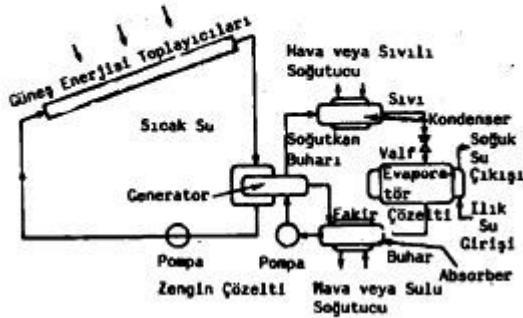 Güneş Enerjisi Toplayıcıları
Hava veya Sıvılı
Soğutucu
Sıvı
Kondenser
Sıcak Su
Soğutkan
Buharı
Valf
Soğuk
Su
Çıkışı
Evapora-
tör
Generator
Fakir Çözelti
Ilık
Su
Girişi
Pompa
Pompa
Buhar
Absorber
Zengin Çözelti
Hava veya Sulu
Soğutucu